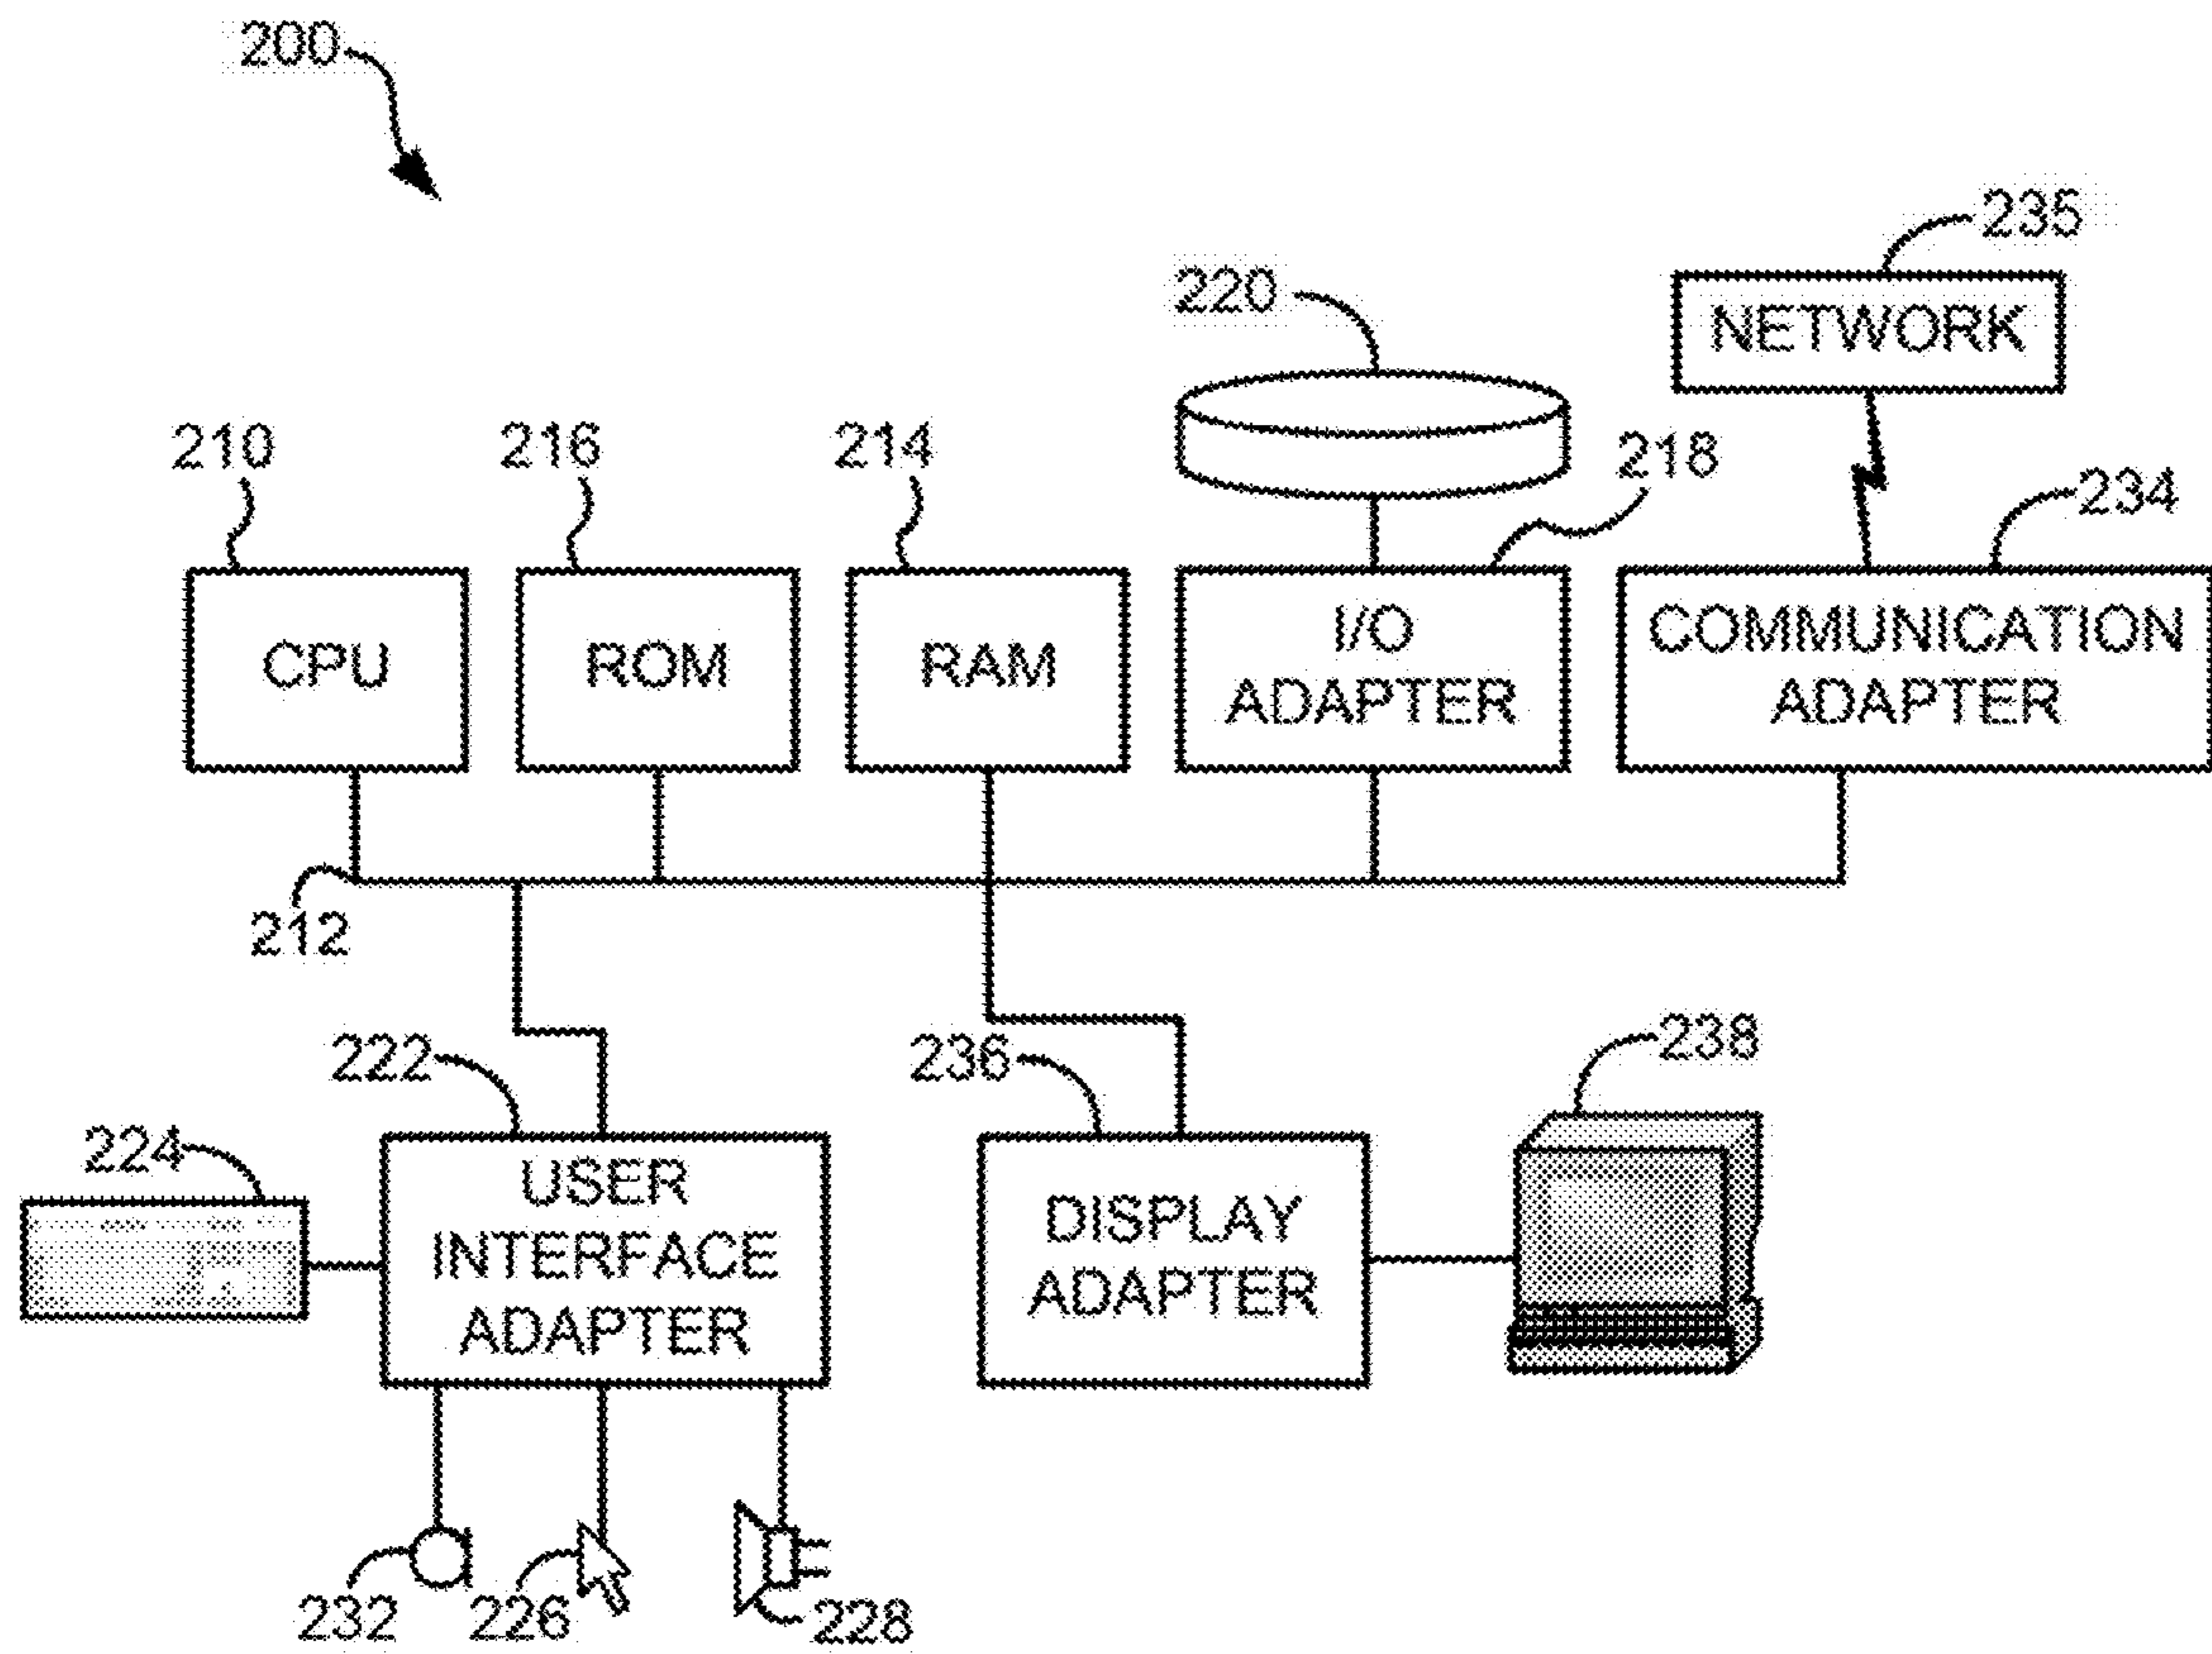 200
235
NETWORK
220
210
216
214
218
234
CPU
ROM
RAM
I/O
ADAPTER
COMMUNICATION
ADAPTER
212
222
236
238
224
USER
INTERFACE
ADAPTER
DISPLAY
ADAPTER
232
226
228